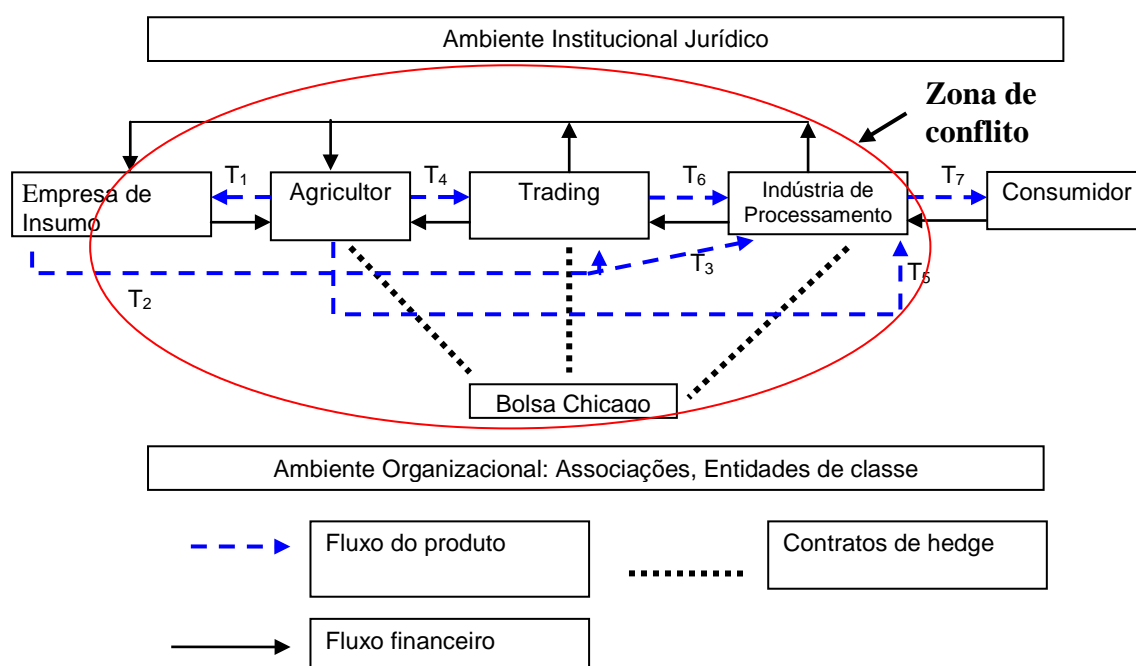 Ambiente Institucional Jurídico
Zona de
conflito
T1
T4
T6
T7
Empresa de
Insumo
Agricultor
Trading
Indústria de
Processamento
Consumidor
T2
T3
T5
Bolsa Chicago
Ambiente Organizacional: Associações, Entidades de classe
Fluxo do produto
Contratos de hedge
Fluxo financeiro